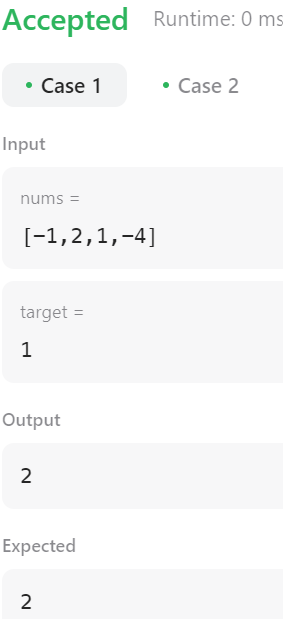 Accepted Runtime: 0 ms
• Case 1 • Case 2
Input
nums =
[-1,2,1,-4]
target =
1
Output
2
Expected
2